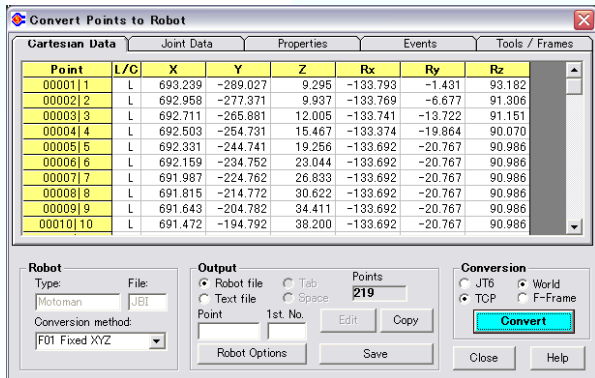 Convert Points to Robot
Cartesian Data Joint Data Properties Events Tools / Frames
Point L/C X Y Z Rx Ry Rz
00001| 1 L 693.239 -289.027 9.295 -133.793 -1.431 93.182
00002| 2 L 692.958 -277.371 9.937 -133.769 -6.677 91.306
00003| 3 L 692.711 -265.881 12.005 -133.741 -13.722 91.151
00004| 4 L 692.503 -254.731 15.467 -133.374 -19.864 90.070
00005| 5 L 692.331 -244.741 19.256 -133.692 -20.767 90.986
00006| 6 L 692.159 -234.752 23.044 -133.692 -20.767 90.986
00007| 7 L 691.987 -224.762 26.833 -133.692 -20.767 90.986
00008| 8 L 691.815 -214.772 30.622 -133.692 -20.767 90.986
00009| 9 L 691.643 -204.782 34.411 -133.692 -20.767 90.986
00010| 10 L 691.472 -194.792 38.200 -133.692 -20.767 90.986
Robot
Type: File:
Motoman JBI
Conversion method:
F01 Fixed XYZ
Output
Robot file Tab Points
Text file Space 219
Point 1st. No.
Edit Copy
Robot Options Save
Conversion
JT6 World
TCP F-Frame
Convert
Close Help